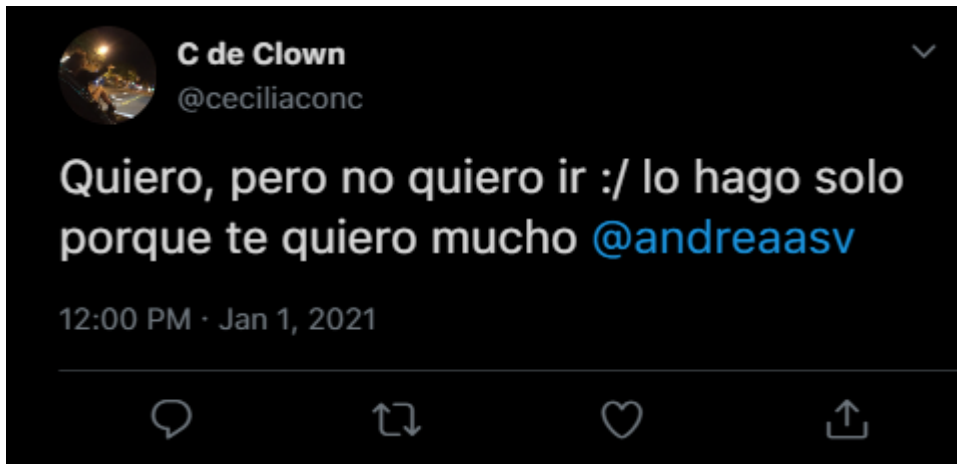 C de Clown
@ceciliaconc
Quiero, pero no quiero ir :/ lo hago solo
porque te quiero mucho @andreaasv
12:00 PM · Jan 1, 2021